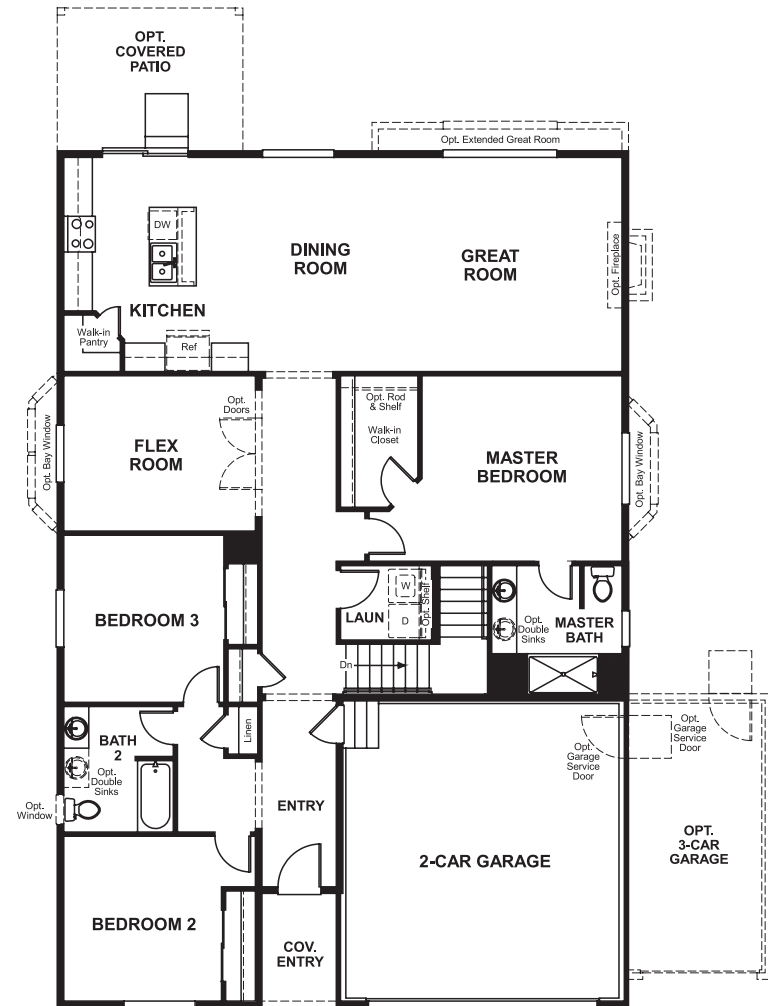 OPT.
COVERED
PATIO
Opt. Extended Great Room
DW
DINING
ROOM
GREAT
ROOM
Opt. Fireplace
KITCHEN
Walk-in
Pantry
Ref
Opt.
Doors
Opt. Rod
& Shelf
Walk-in
Closet
Opt. Bay Window
FLEX
ROOM
MASTER
BEDROOM
Opt. Bay Window
BEDROOM 3
W
LAUN
D
Opt. Shelf
Opt.
Double
Sinks
MASTER
BATH
Dn
Linen
BATH
2
Opt.
Double
Sinks
Opt.
Window
Opt.
Garage
Service
Door
Opt.
Garage
Service
Door
ENTRY
2-CAR GARAGE
OPT.
3-CAR
GARAGE
BEDROOM 2
COV.
ENTRY